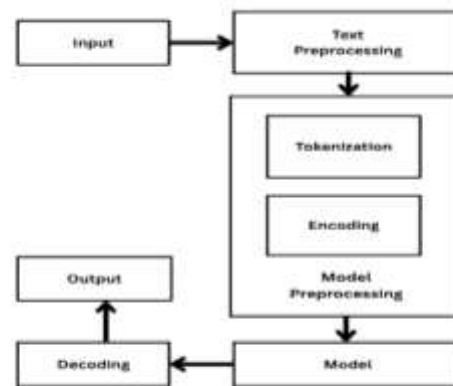 Input
Text
Preprocessing
Tokenization
Encoding
Model
Preprocessing
Model
Decoding
Output